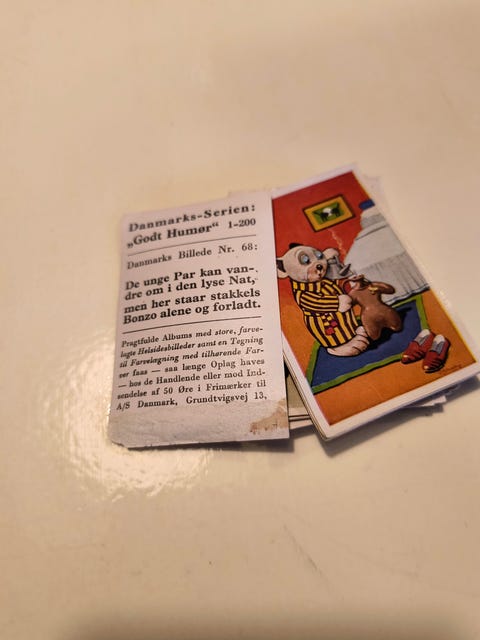 Danmarks-Serien:
„Godt Humør“ 1-200
Danmarks Billede Nr. 68:
De unge Par kan van-
dre om i den lyse Nat,
men her staar stakkels
Bonzo alene og forladt.
Pragtfulde Albums med store, farve-
lagte Helsidesbilleder samt en Tegning
til Farvelægning med tilhørende Far-
ver faas — saa længe Oplag haves
— hos de Handlende eller mod Ind-
sendelse af 50 Øre i Frimærker til
A/S Danmark, Grundtvigsvej 13,